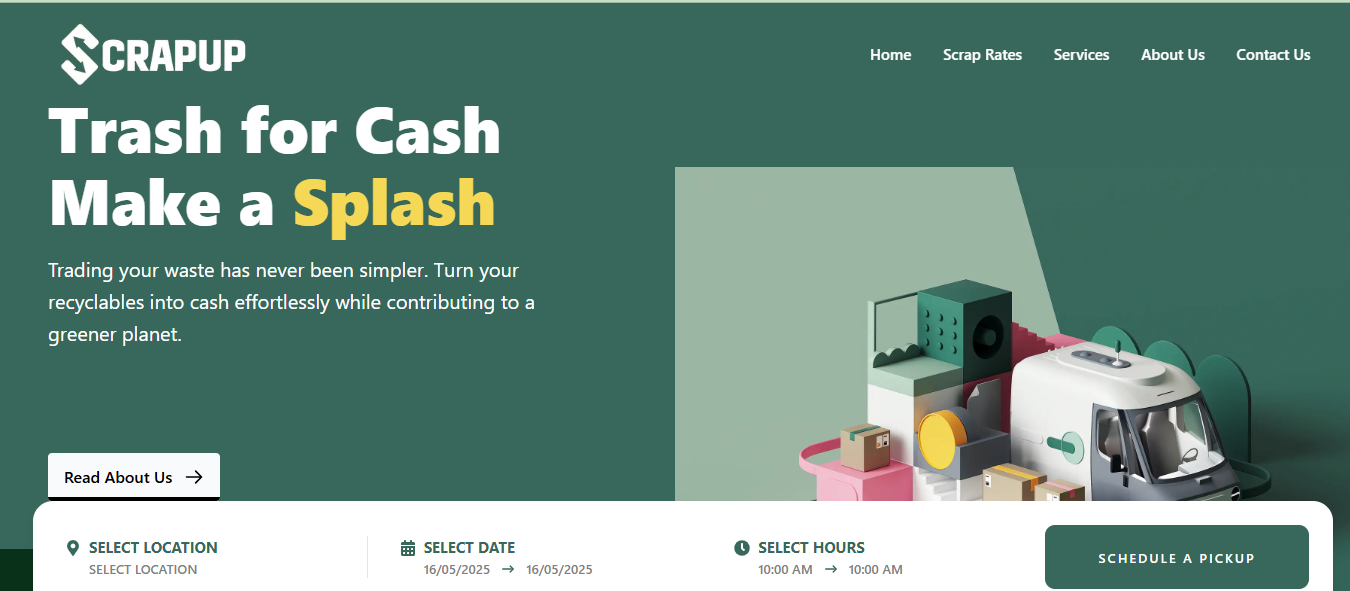 SCRAPUP
Home
Scrap Rates
Services
About Us
Contact Us
Trash for Cash
Make a Splash
Trading your waste has never been simpler. Turn your
recyclables into cash effortlessly while contributing to a
greener planet.
Read About Us →
SELECT LOCATION
SELECT LOCATION
SELECT DATE
16/05/2025 → 16/05/2025
SELECT HOURS
10:00 AM → 10:00 AM
SCHEDULE A PICKUP